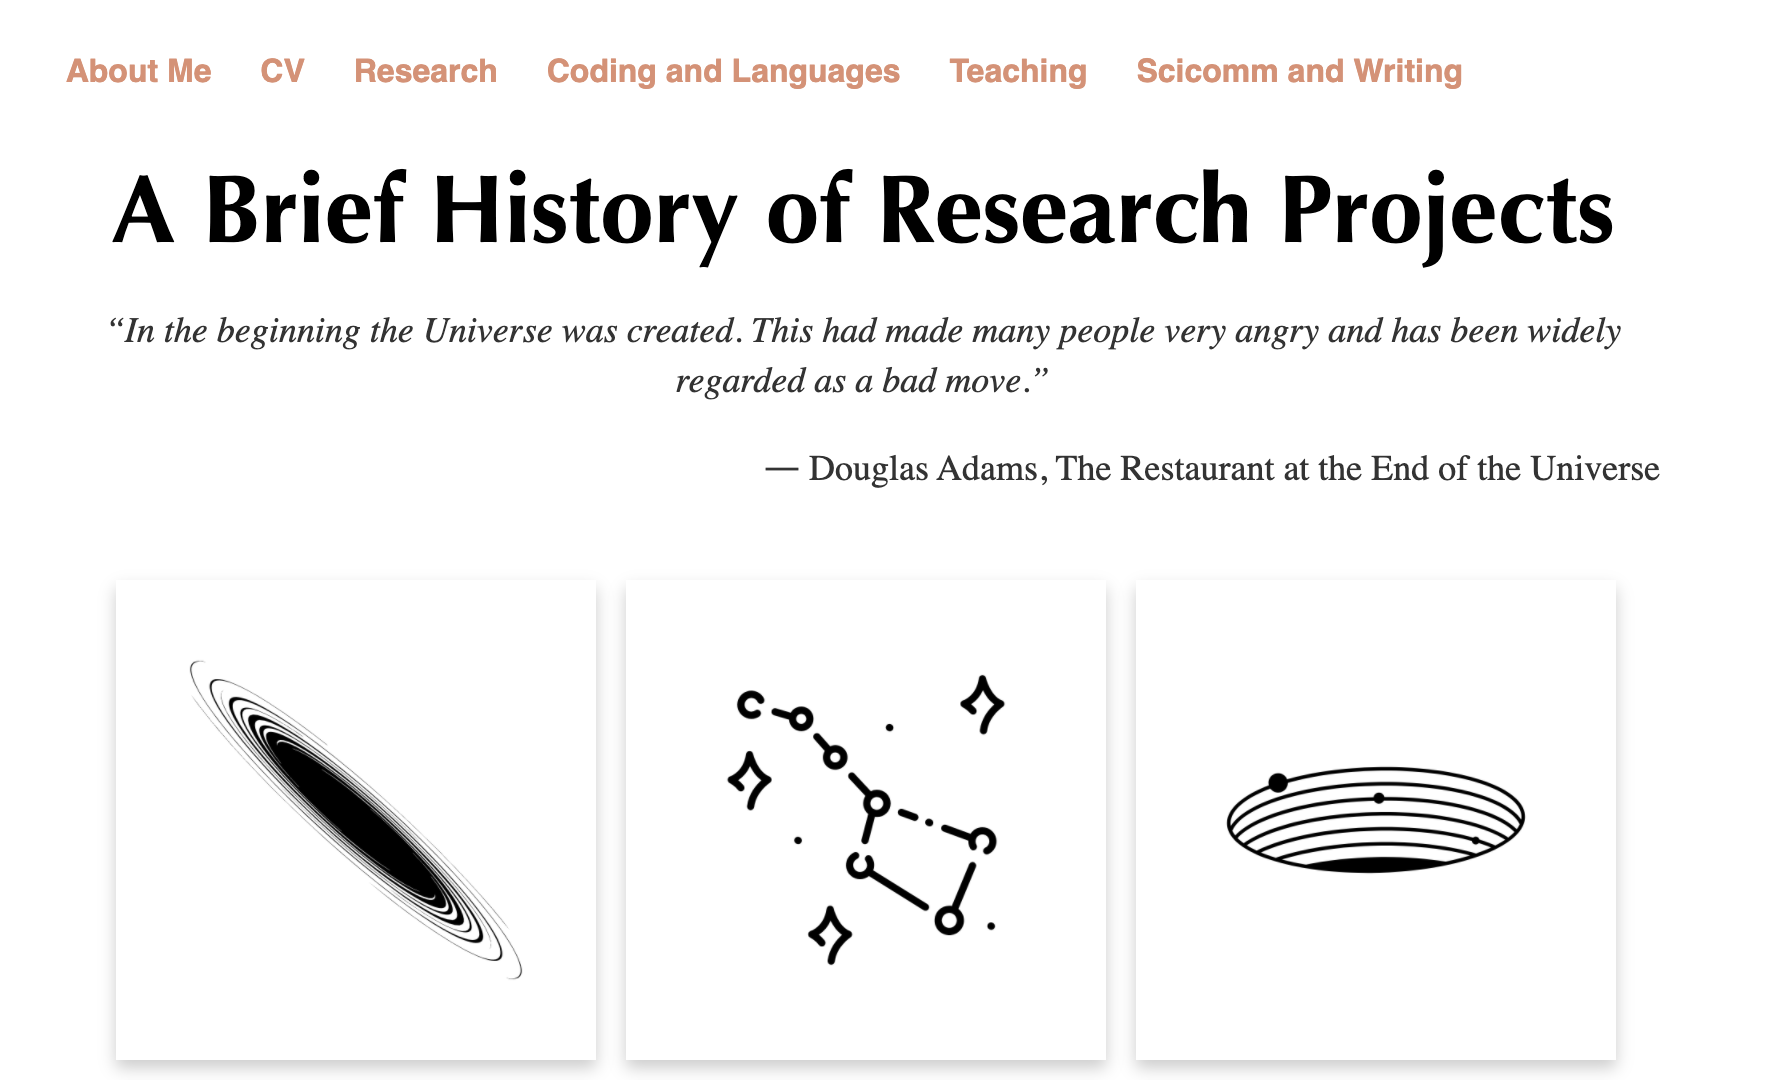 About Me CV Research Coding and Languages Teaching Scicomm and Writing
A Brief History of Research Projects
“In the beginning the Universe was created. This had made many people very angry and has been widely
regarded as a bad move.”
— Douglas Adams, The Restaurant at the End of the Universe